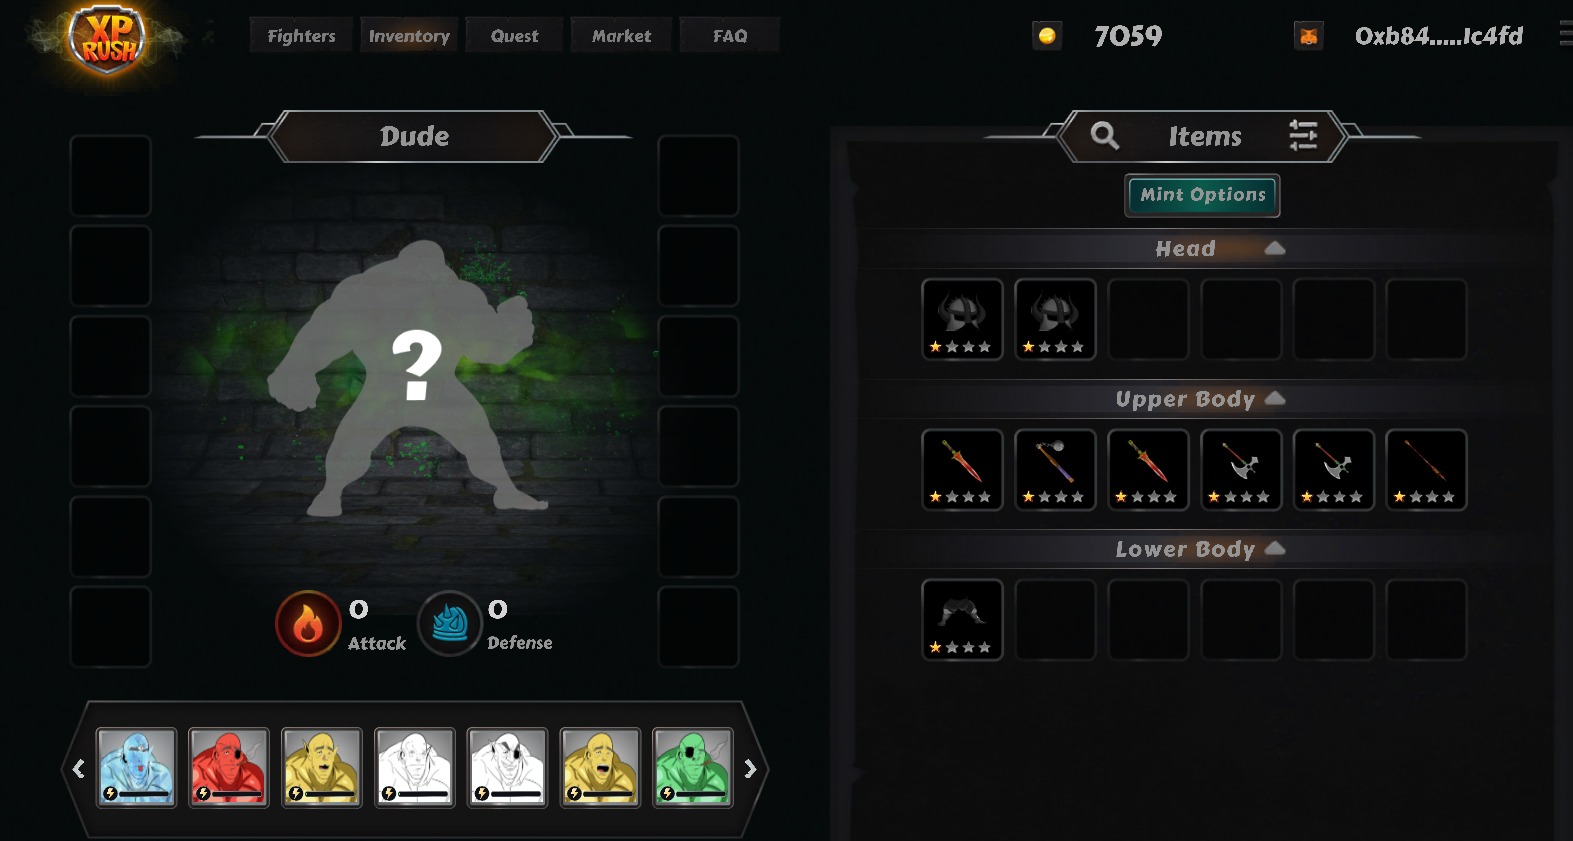 XP
RUSH
Fighters
Inventory
Quest
Market
FAQ
7059
0xb84.....1c4fd
Dude
Items
Mint Options
Head
?
Upper Body
Lower Body
0
Attack
0
Defense